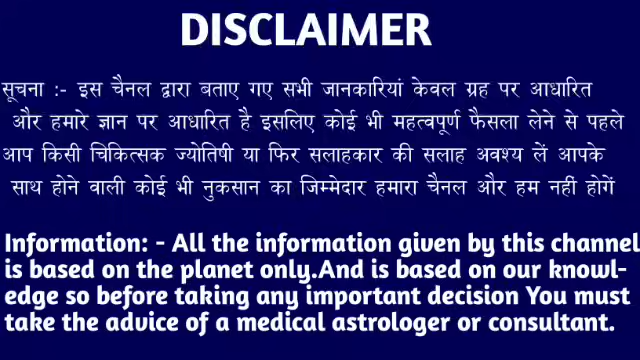 DISCLAIMER
सूचना :- इस चैनल द्वारा बताए गए सभी जानकारियां केवल ग्रह पर आधारित
और हमारे ज्ञान पर आधारित है इसलिए कोई भी महत्वपूर्ण फैसला लेने से पहले
आप किसी चिकित्सक ज्योतिषी या फिर सलाहकार की सलाह अवश्य लें आपके
साथ होने वाली कोई भी नुकसान का जिम्मेदार हमारा चैनल और हम नहीं होगें
Information: - All the information given by this channel
is based on the planet only.And is based on our knowl-
edge so before taking any important decision You must
take the advice of a medical astrologer or consultant.